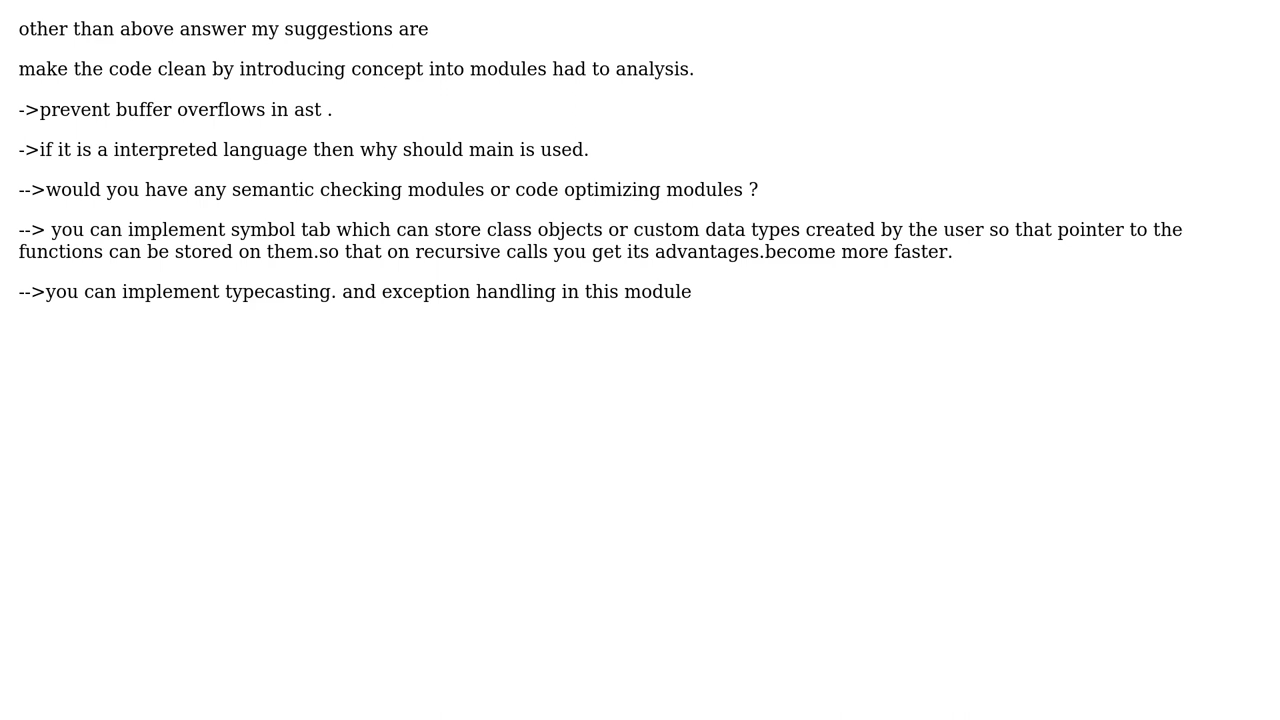 other than above answer my suggestions are
make the code clean by introducing concept into modules had to analysis.
->prevent buffer overflows in ast .
->if it is a interpreted language then why should main is used.
-->would you have any semantic checking modules or code optimizing modules ?
--> you can implement symbol tab which can store class objects or custom data types created by the user so that pointer to the
functions can be stored on them.so that on recursive calls you get its advantages.become more faster.
-->you can implement typecasting. and exception handling in this module